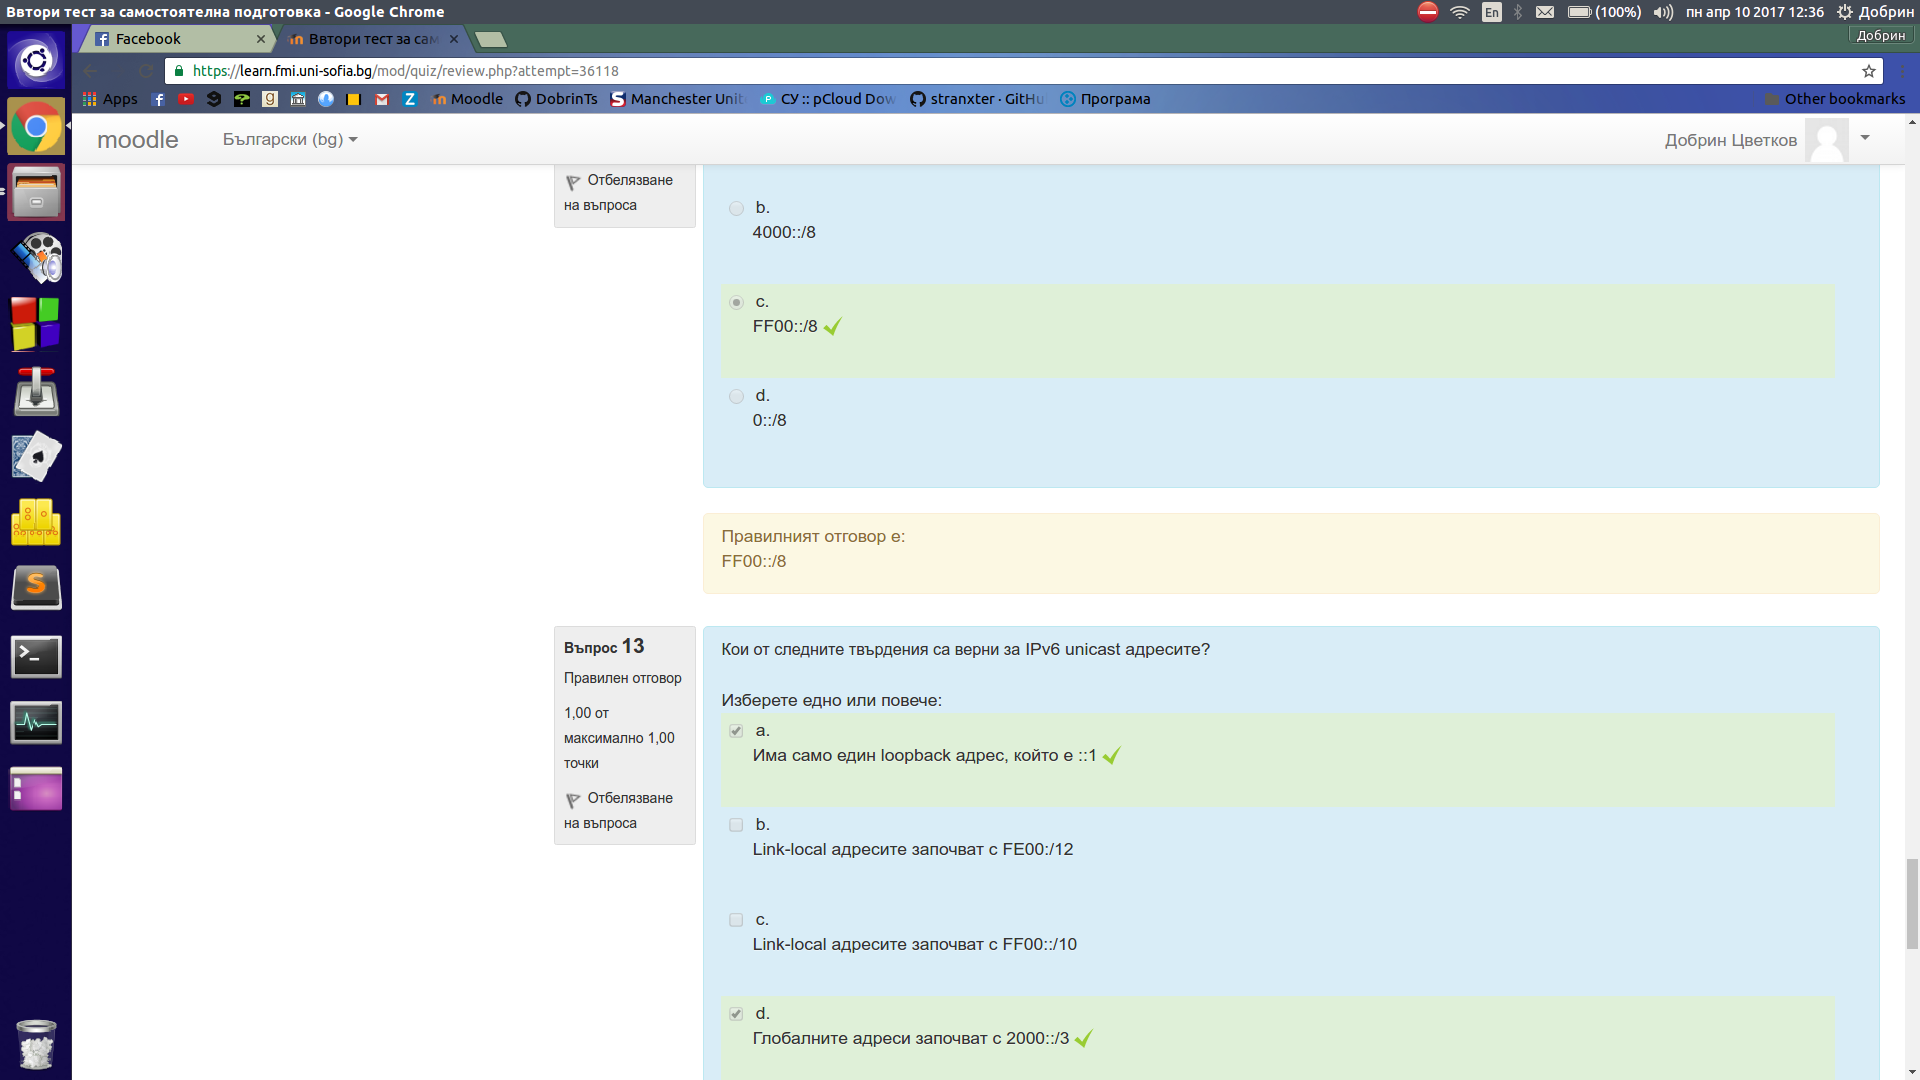 Ввтори тест за самостоятелна подготовка - Google Chrome
En
(100%)
пн апр 10 2017 12:36
Добрин
Facebook
Ввтори тест за сам
Добрин
https://learn.fmi.uni-sofia.bg/mod/quiz/review.php?attempt=36118
Apps
Moodle
DobrinTs
Manchester Unit
СУ :: pCloud Dow
stranxter · GitHu
Програма
Other bookmarks
moodle
Български (bg)
Добрин Цветков
Отбелязване
на въпроса
b.
4000::/8
c.
FF00::/8
d.
0::/8
Правилният отговор е:
FF00::/8
Въпрос 13
Правилен отговор
1,00 от
максимално 1,00
точки
Отбелязване
на въпроса
Кои от следните твърдения са верни за IPv6 unicast адресите?
Изберете едно или повече:
a.
Има само един loopback адрес, който е ::1
b.
Link-local адресите започват с FE00:/12
c.
Link-local адресите започват с FF00::/10
d.
Глобалните адреси започват с 2000::/3